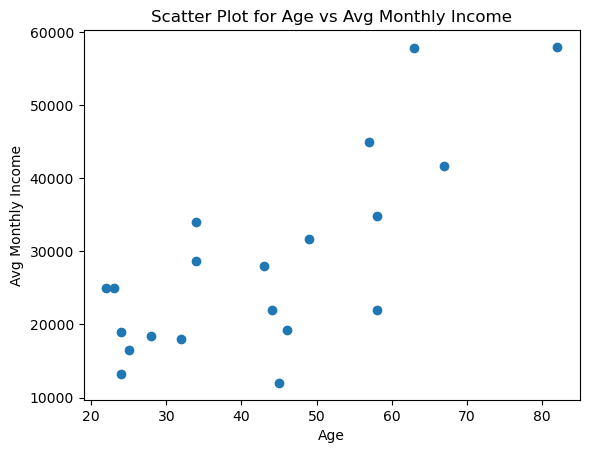 Scatter Plot for Age vs Avg Monthly Income
60000
50000
40000
30000
20000
10000
Avg Monthly Income
20 30 40 50 60 70 80
Age